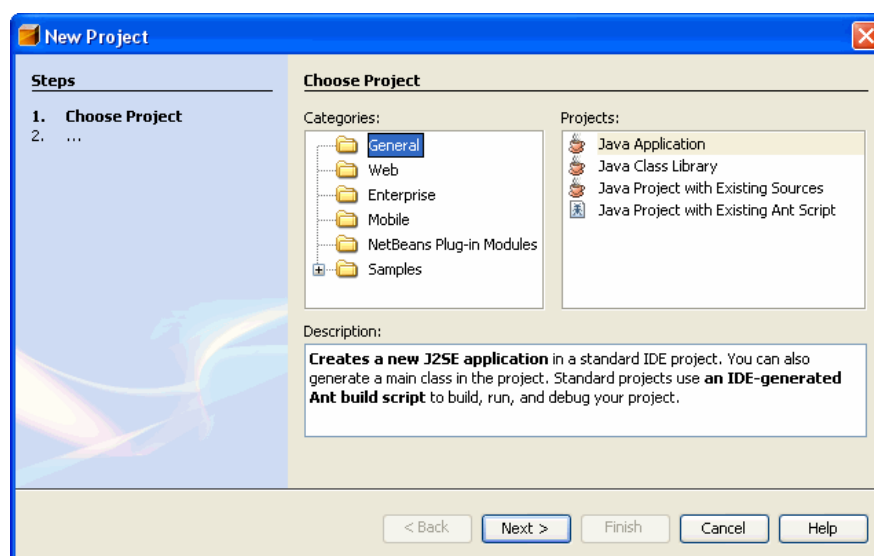 New Project
Steps
1. Choose Project
2. ...
Choose Project
Categories:
General
Web
Enterprise
Mobile
NetBeans Plug-in Modules
Samples
Projects:
Java Application
Java Class Library
Java Project with Existing Sources
Java Project with Existing Ant Script
Description:
Creates a new J2SE application in a standard IDE project. You can also
generate a main class in the project. Standard projects use an IDE-generated
Ant build script to build, run, and debug your project.
< Back
Next >
Finish
Cancel
Help